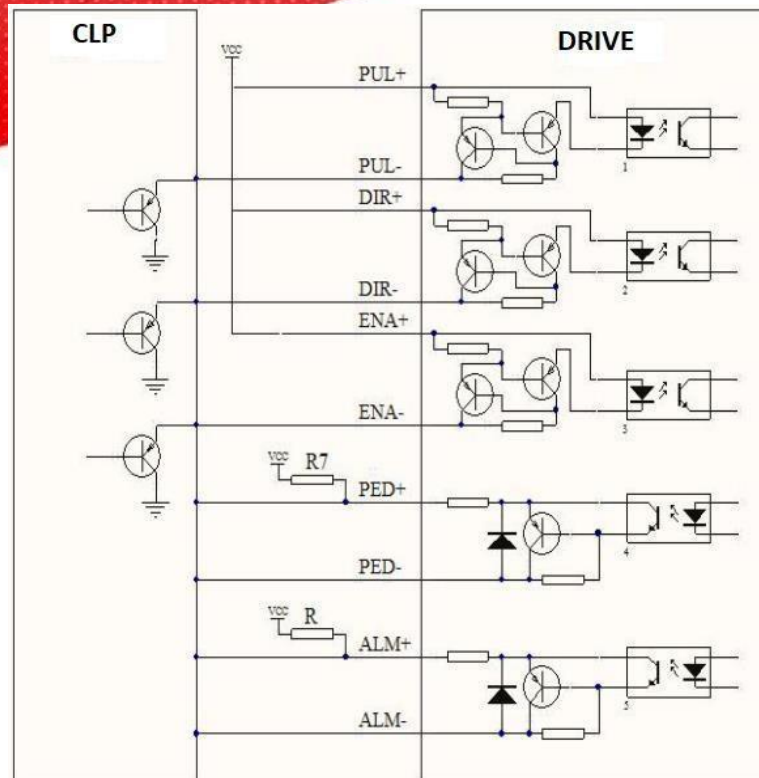 CLP
DRIVE
VCC
PUL+
1
PUL-
DIR+
2
DIR-
ENA+
3
ENA-
VCC
R7
PED+
4
PED-
VCC
R
ALM+
5
ALM-